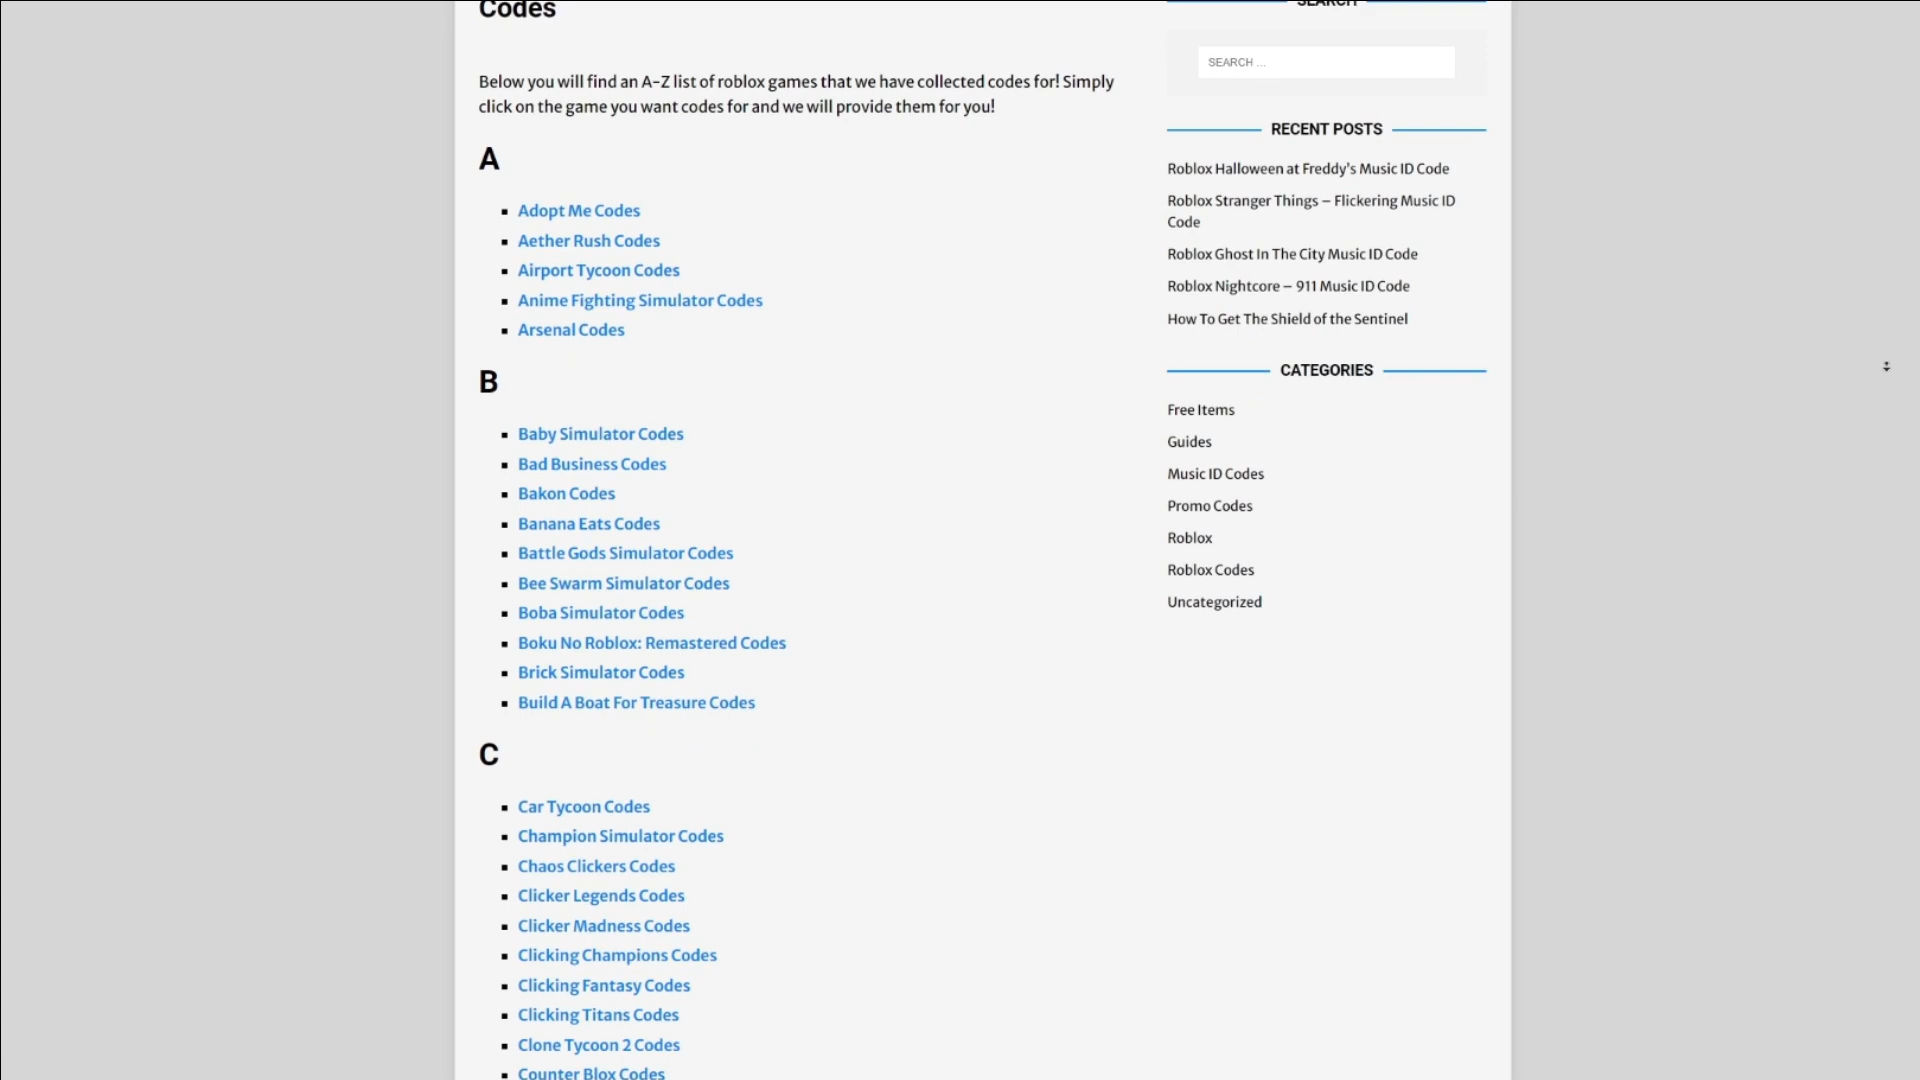 Codes
Below you will find an A-Z list of roblox games that we have collected codes for! Simply
click on the game you want codes for and we will provide them for you!
A
Adopt Me Codes
Aether Rush Codes
Airport Tycoon Codes
Anime Fighting Simulator Codes
Arsenal Codes
B
Baby Simulator Codes
Bad Business Codes
Bakon Codes
Banana Eats Codes
Battle Gods Simulator Codes
Bee Swarm Simulator Codes
Boba Simulator Codes
Boku No Roblox: Remastered Codes
Brick Simulator Codes
Build A Boat For Treasure Codes
C
Car Tycoon Codes
Champion Simulator Codes
Chaos Clickers Codes
Clicker Legends Codes
Clicker Madness Codes
Clicking Champions Codes
Clicking Fantasy Codes
Clicking Titans Codes
Clone Tycoon 2 Codes
Counter Blox Codes
SEARCH
SEARCH …
RECENT POSTS
Roblox Halloween at Freddy's Music ID Code
Roblox Stranger Things – Flickering Music ID
Code
Roblox Ghost In The City Music ID Code
Roblox Nightcore – 911 Music ID Code
How To Get The Shield of the Sentinel
CATEGORIES
Free Items
Guides
Music ID Codes
Promo Codes
Roblox
Roblox Codes
Uncategorized